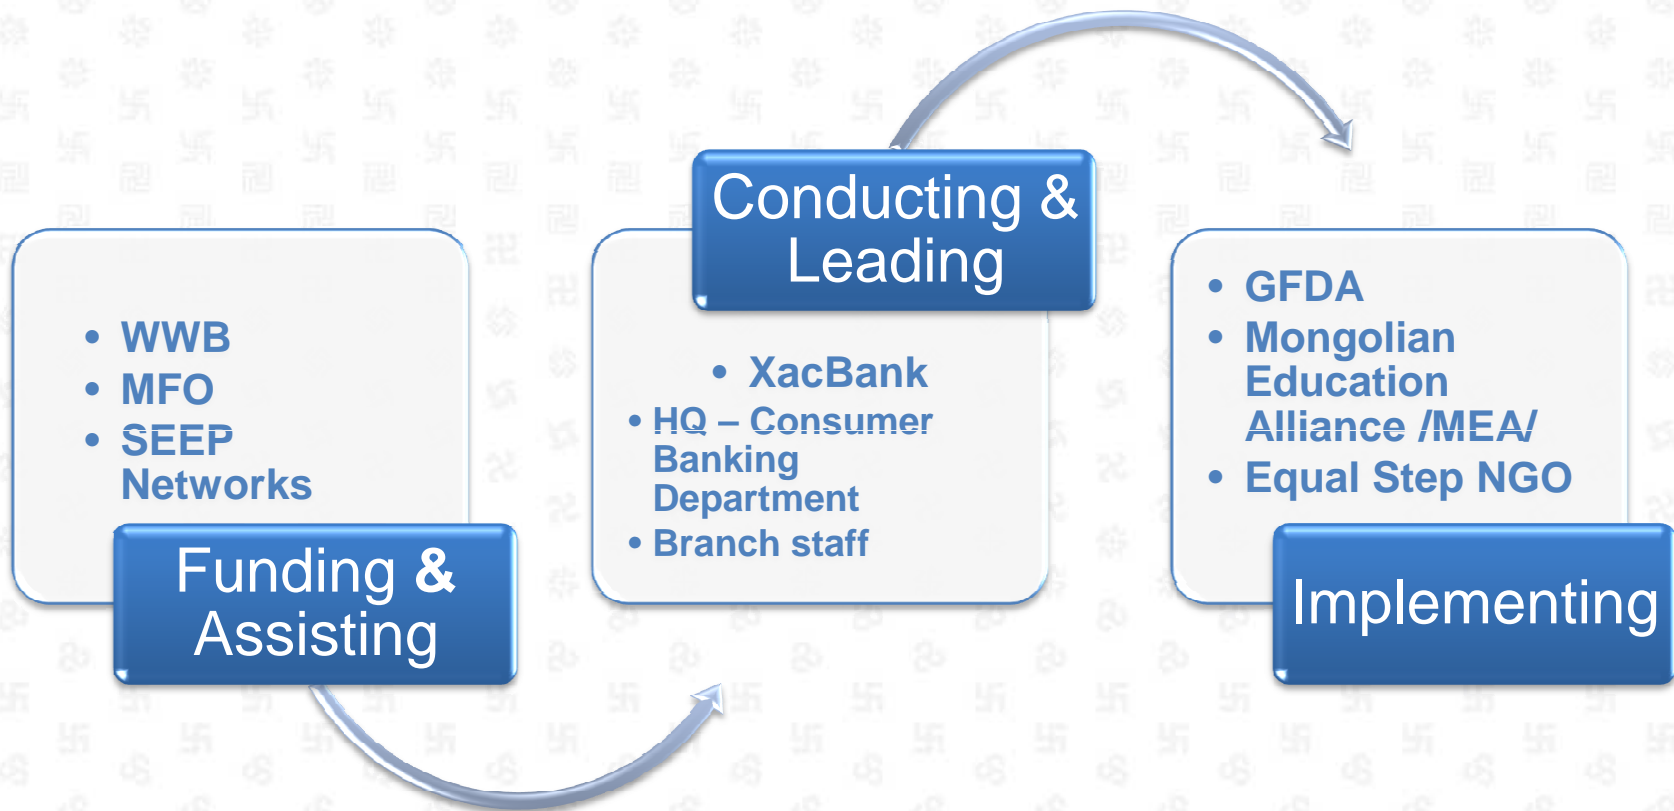 • WWB
• MFO
• SEEP
Networks
Funding &
Assisting
Conducting &
Leading
• XacBank
• HQ – Consumer
Banking
Department
• Branch staff
• GFDA
• Mongolian
Education
Alliance /MEA/
• Equal Step NGO
Implementing